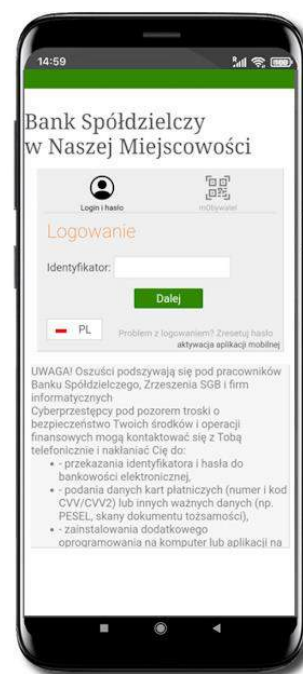 14:59
Bank Spółdzielczy
w Naszej Miejscowości
Login i hasło
mObywatel
Logowanie
Identyfikator:
Dalej
PL
Problem z logowaniem? Zresetuj hasło
aktywacja aplikacji mobilnej
UWAGA! Oszuści podszywają się pod pracowników
Banku Spółdzielczego, Zrzeszenia SGB i firm
informatycznych
Cyberprzestępcy pod pozorem troski o
bezpieczeństwo Twoich środków i operacji
finansowych mogą kontaktować się z Tobą
telefonicznie i nakłaniać Cię do:
- przekazania identyfikatora i hasła do
bankowości elektronicznej,
- podania danych kart płatniczych (numer i kod
CVV/CVV2) lub innych ważnych danych (np.
PESEL, skany dokumentu tożsamości),
- zainstalowania dodatkowego
oprogramowania na komputer lub aplikacji na